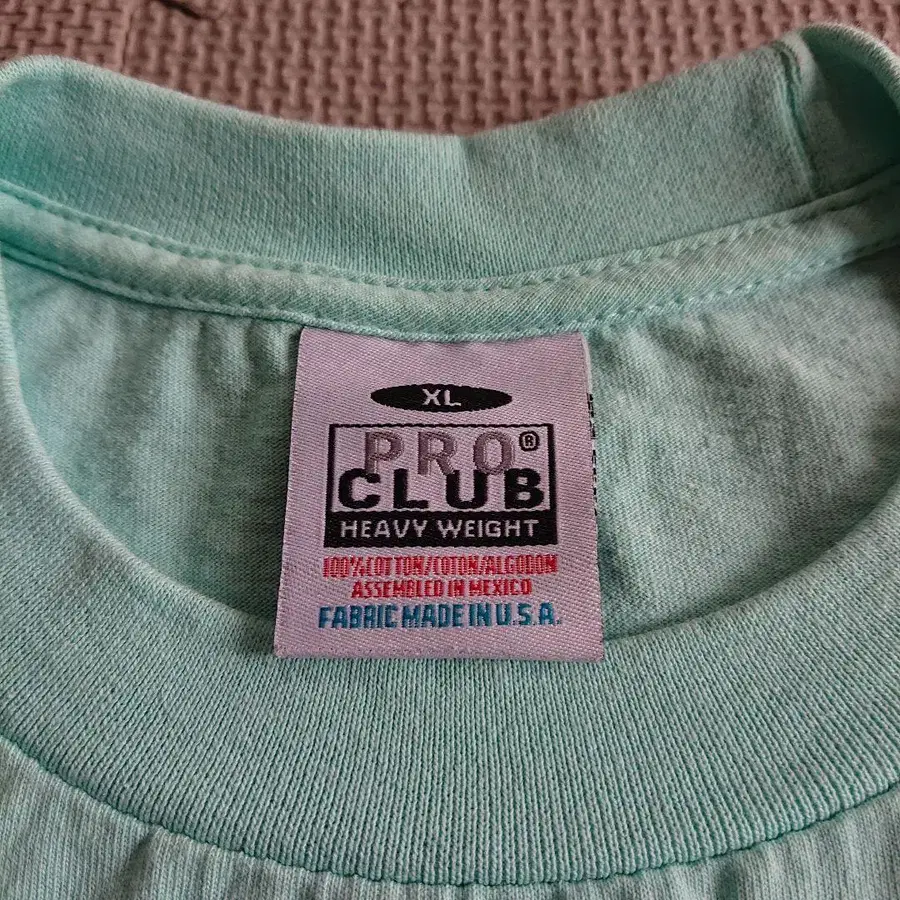 XL
PRO®
CLUB
HEAVY WEIGHT
100% COTTON/COTON/ALGODON
ASSEMBLED IN MEXICO
FABRIC MADE IN U.S.A.